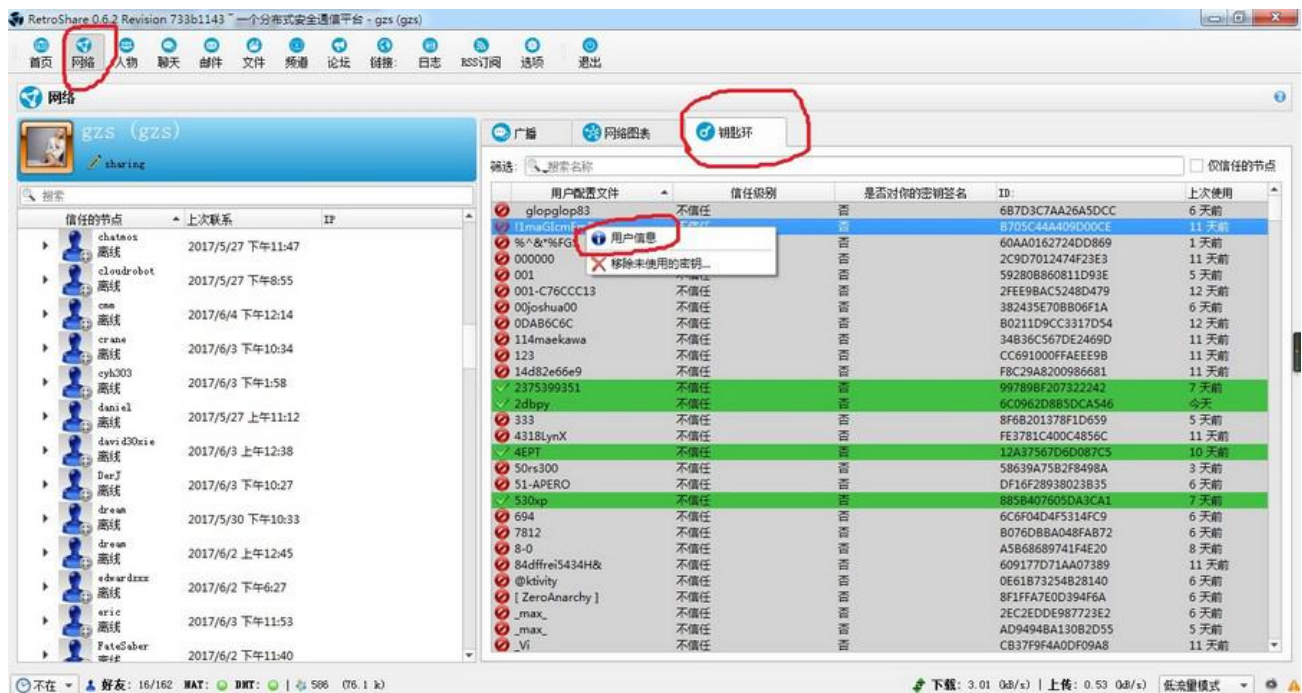 RetroShare 0.6.2 Revision 733b1143 ~ 一个分布式安全通信平台 - gzs (gzs)
首页 网络 人物 聊天 邮件 文件 频道 论坛 链接: 日志 RSS订阅 选项 退出
网络
gzs (gzs)
sharing
搜索
信任的节点 上次联系 IP
chatmos
离线 2017/5/27 下午11:47
cloudrobot
离线 2017/5/27 下午8:55
cmm
离线 2017/6/4 下午12:14
crane
离线 2017/6/3 下午10:34
cyh303
离线 2017/6/3 下午1:58
daniel
离线 2017/5/27 上午11:12
david30xie
离线 2017/6/3 上午12:38
DerJ
离线 2017/6/3 下午10:27
dream
离线 2017/5/30 下午10:33
dream
离线 2017/6/2 上午12:45
edwardzzz
离线 2017/6/2 下午6:27
eric
离线 2017/6/3 下午11:53
FateSaber
离线 2017/6/2 下午11:40
广播 网络图表 钥匙环
筛选: 搜索名称 仅信任的节点
用户配置文件 信任级别 是否对你的密钥签名 ID: 上次使用
glopglop83 不信任 否 6B7D3C7AA26A5DCC 6 天前
否 B705C44A409D00CE 11 天前
用户信息
移除未使用的密钥...
否 60AA0162724DD869 1 天前
000000 否 2C9D7012474F23E3 11 天前
001 不信任 否 59280B860811D93E 5 天前
001-C76CCC13 不信任 否 2FEE9BAC5248D479 12 天前
00joshua00 不信任 否 382435E70BB06F1A 6 天前
0DAB6C6C 不信任 否 B0211D9CC3317D54 12 天前
114maekawa 不信任 否 34B36C567DE2469D 11 天前
123 不信任 否 CC691000FFAEEE9B 11 天前
14d82e66e9 不信任 否 F8C29A8200986681 11 天前
2375399351 不信任 否 99789BF207322242 7 天前
2dbpy 不信任 否 6C0962D8B5DCA546 今天
333 不信任 否 8F6B201378F1D659 5 天前
4318LynX 不信任 否 FE3781C400C4856C 11 天前
4EPT 不信任 否 12A37567D6D087C5 10 天前
50rs300 不信任 否 58639A75B2F8498A 3 天前
51-APERO 不信任 否 DF16F28938023B35 6 天前
530xp 不信任 否 885B407605DA3CA1 7 天前
694 不信任 否 6C6F04D4F5314FC9 6 天前
7812 不信任 否 B076DBBA048FAB72 6 天前
8-0 不信任 否 A5B68689741F4E20 8 天前
84dffrei5434H& 不信任 否 609177D71AA07389 11 天前
@ktivity 不信任 否 0E61B73254B28140 6 天前
[ ZeroAnarchy ] 不信任 否 8F1FFA7E0D394F6A 6 天前
_max_ 不信任 否 2EC2EDDE987723E2 6 天前
_max_ 不信任 否 AD9494BA130B2D55 5 天前
_Vi 不信任 否 CB37F9F4A0DF09A8 11 天前
不在 好友: 16/162 NAT: DHT: 586 (76.1 k) 下载: 3.01 (kB/s) | 上传: 0.53 (kB/s) 低流量模式